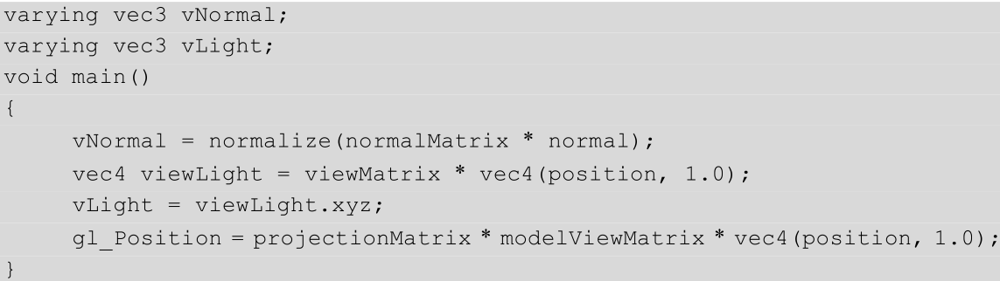 varying vec3 vNormal;
varying vec3 vLight;
void main()
{
vNormal = normalize(normalMatrix * normal);
vec4 viewLight = viewMatrix * vec4(position, 1.0);
vLight = viewLight.xyz;
gl_Position = projectionMatrix * modelViewMatrix * vec4(position, 1.0);
}